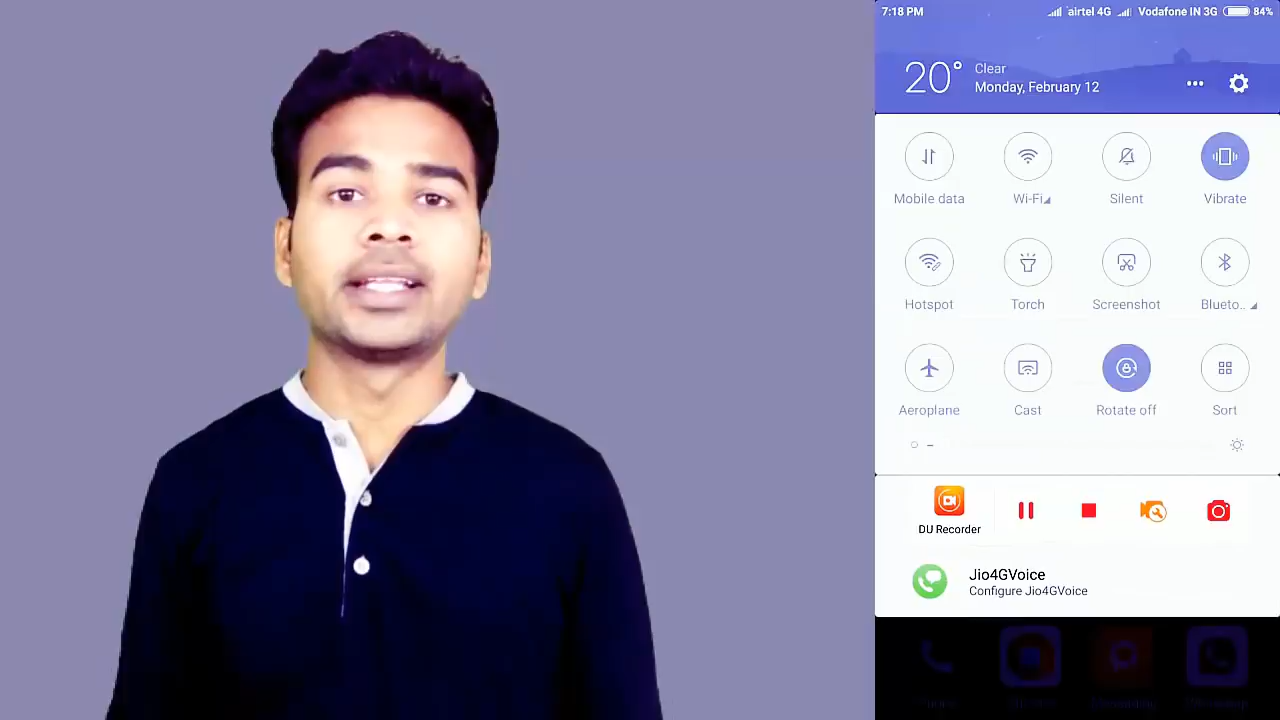 7:18 PM airtel 4G Vodafone IN 3G 84%
20° Clear
Monday, February 12
Mobile data Wi-Fi Silent Vibrate
Hotspot Torch Screenshot Blueto..
Aeroplane Cast Rotate off Sort
DU Recorder
Jio4GVoice
Configure Jio4GVoice